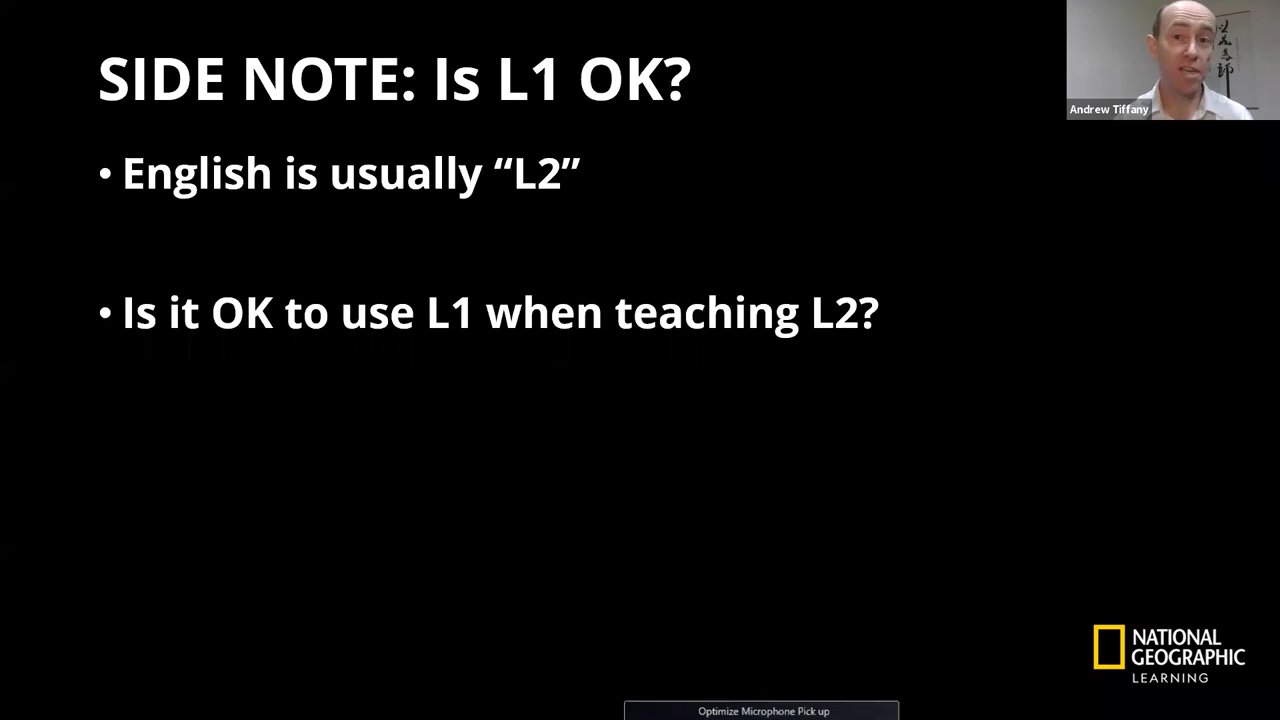 SIDE NOTE: Is L1 OK?
Andrew Tiffany
• English is usually “L2”
• Is it OK to use L1 when teaching L2?
NATIONAL
GEOGRAPHIC
LEARNING
Optimize Microphone Pick up